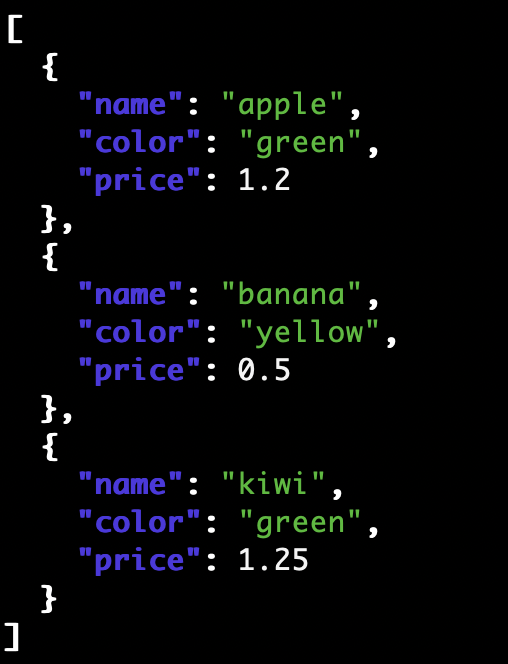 [
  {
    "name": "apple",
    "color": "green",
    "price": 1.2
  },
  {
    "name": "banana",
    "color": "yellow",
    "price": 0.5
  },
  {
    "name": "kiwi",
    "color": "green",
    "price": 1.25
  }
]